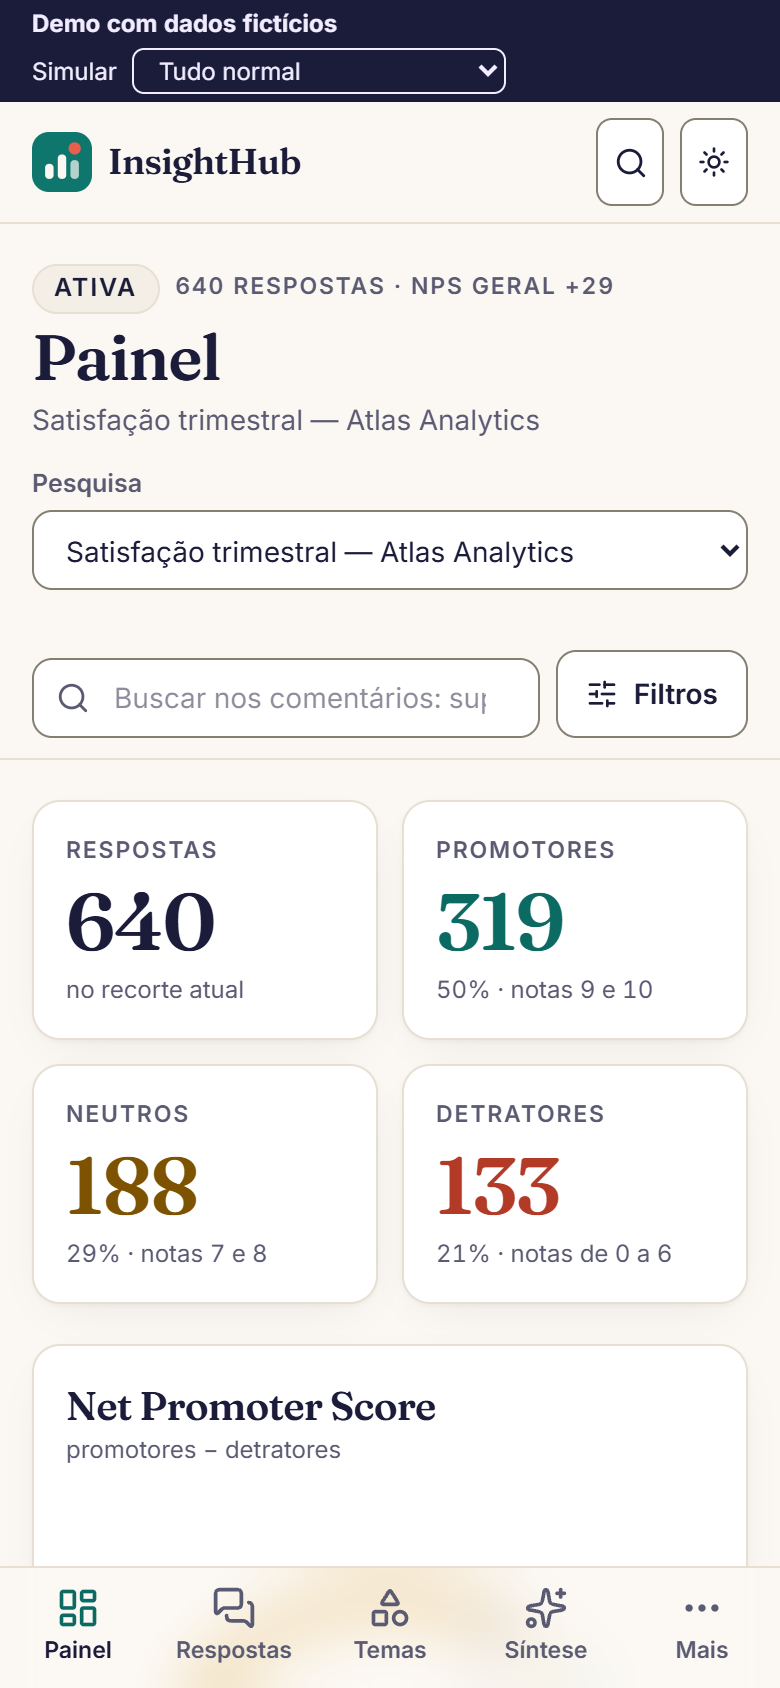 Demo com dados fictícios
Simular Tudo normal
InsightHub
ATIVA 640 RESPOSTAS · NPS GERAL +29
Painel
Satisfação trimestral — Atlas Analytics
Pesquisa
Satisfação trimestral — Atlas Analytics
Buscar nos comentários: sup Filtros
RESPOSTAS
640
no recorte atual
PROMOTORES
319
50% · notas 9 e 10
NEUTROS
188
29% · notas 7 e 8
DETRATORES
133
21% · notas de 0 a 6
Net Promoter Score
promotores – detratores
Painel Respostas Temas Síntese Mais